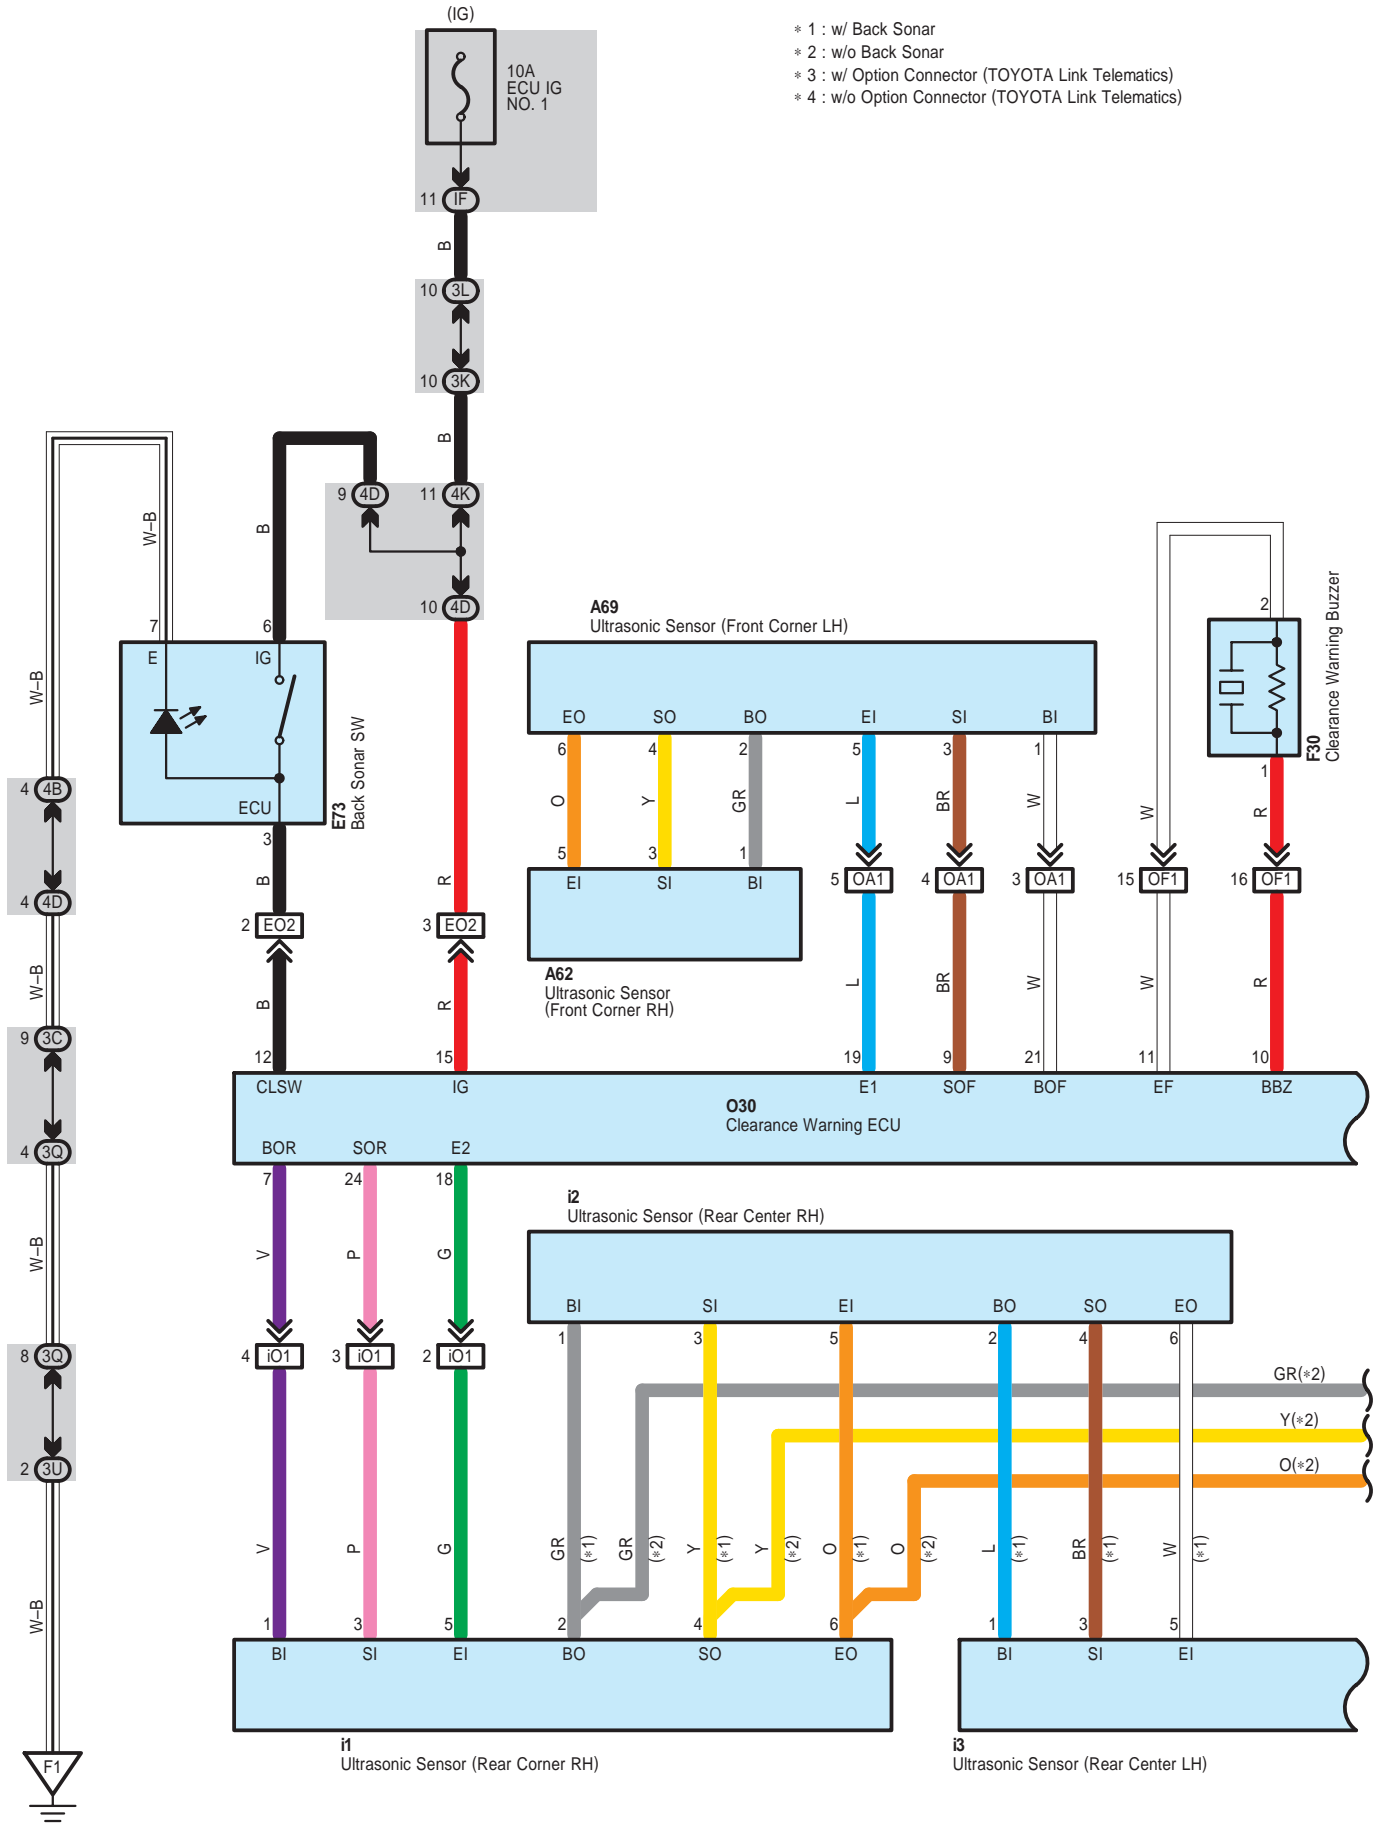 (IG)
* 1 : w/ Back Sonar
* 2 : w/o Back Sonar
* 3 : w/ Option Connector (TOYOTA Link Telematics)
* 4 : w/o Option Connector (TOYOTA Link Telematics)
10A
ECU IG
NO. 1
11 IF
B
10 3L
10 3K
B
9 4D
11 4K
10 4D
W–B
B
W–B
7
6
E
IG
ECU
3
E73
Back Sonar SW
4 4B
4 4D
A69
Ultrasonic Sensor (Front Corner LH)
EO SO BO EI SI BI
6 4 2 5 3 1
O Y GR L BR W
5 3 1
EI SI BI
A62
Ultrasonic Sensor
(Front Corner RH)
2
F30
Clearance Warning Buzzer
1
W
R
B
R
2 EO2
3 EO2
5 OA1
4 OA1
3 OA1
15 OF1
16 OF1
W–B
B
R
L
BR
W
W
R
9 3C
4 3Q
12 15 19 9 21 11 10
CLSW IG E1 SOF BOF EF BBZ
O30
Clearance Warning ECU
BOR SOR E2
7 24 18
V P G
W–B
i2
Ultrasonic Sensor (Rear Center RH)
BI SI EI BO SO EO
1 3 5 2 4 6
4 iO1
3 iO1
2 iO1
8 3Q
2 3U
GR(*2)
Y(*2)
O(*2)
V
P
G
GR (*1)
GR (*2)
Y (*1)
Y (*2)
O (*1)
O (*2)
L (*1)
BR (*1)
W (*1)
W–B
1 3 5 2 4 6 1 3 5
BI SI EI BO SO EO
BI SI EI
i1
Ultrasonic Sensor (Rear Corner RH)
i3
Ultrasonic Sensor (Rear Center LH)
F1